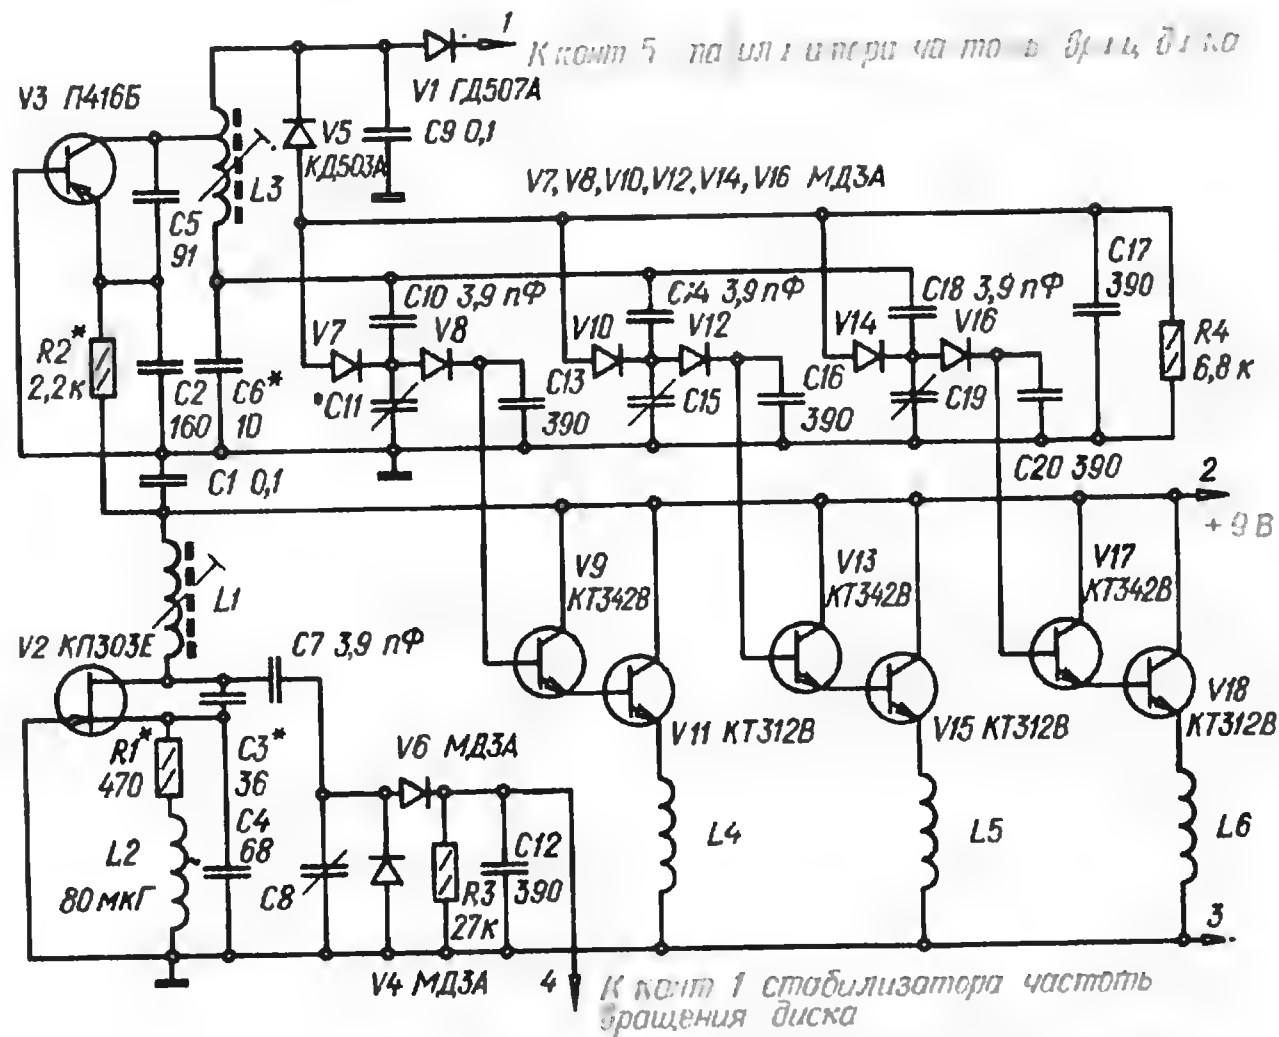 1
К конт 5
V3 П416Б
V1 ГД507А
V5
КД503А
C9 0,1
L3
V7, V8, V10, V12, V14, V16 МД3А
C5
91
C17
390
C10 3,9 пФ
3,9 пФ
C18 3,9 пФ
V7
V8
V10
V12
V14
V16
R2*
2,2к
C2
160
C6*
10
C11
C13
390
C15
C16
390
C19
R4
6,8 к
C1 0,1
C20 390
2
+ 9 В
L1
V9
КТ342В
V13
КТ342В
V17
КТ342В
V2 КП303Е
C7 3,9 пФ
V11 КТ312В
V15 КТ312В
V18
КТ312В
R1*
470
C3*
36
V6 МД3А
C4
68
L2
80 мкГ
C8
R3
27к
C12
390
L4
L5
L6
3
V4 МД3А
4
К конт 1 стабилизатора частоть
вращения диска